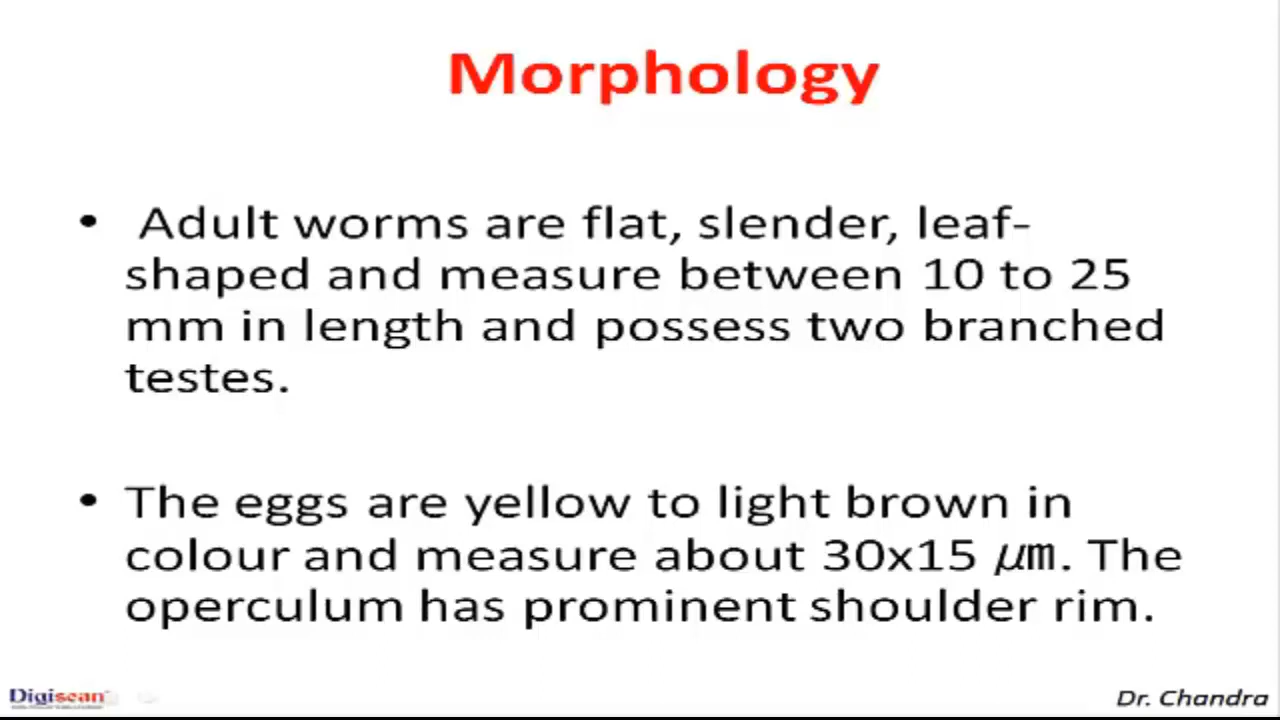 Morphology
• Adult worms are flat, slender, leaf-
shaped and measure between 10 to 25
mm in length and possess two branched
testes.
• The eggs are yellow to light brown in
colour and measure about 30x15 μm. The
operculum has prominent shoulder rim.
Digiscan
Dr. Chandra